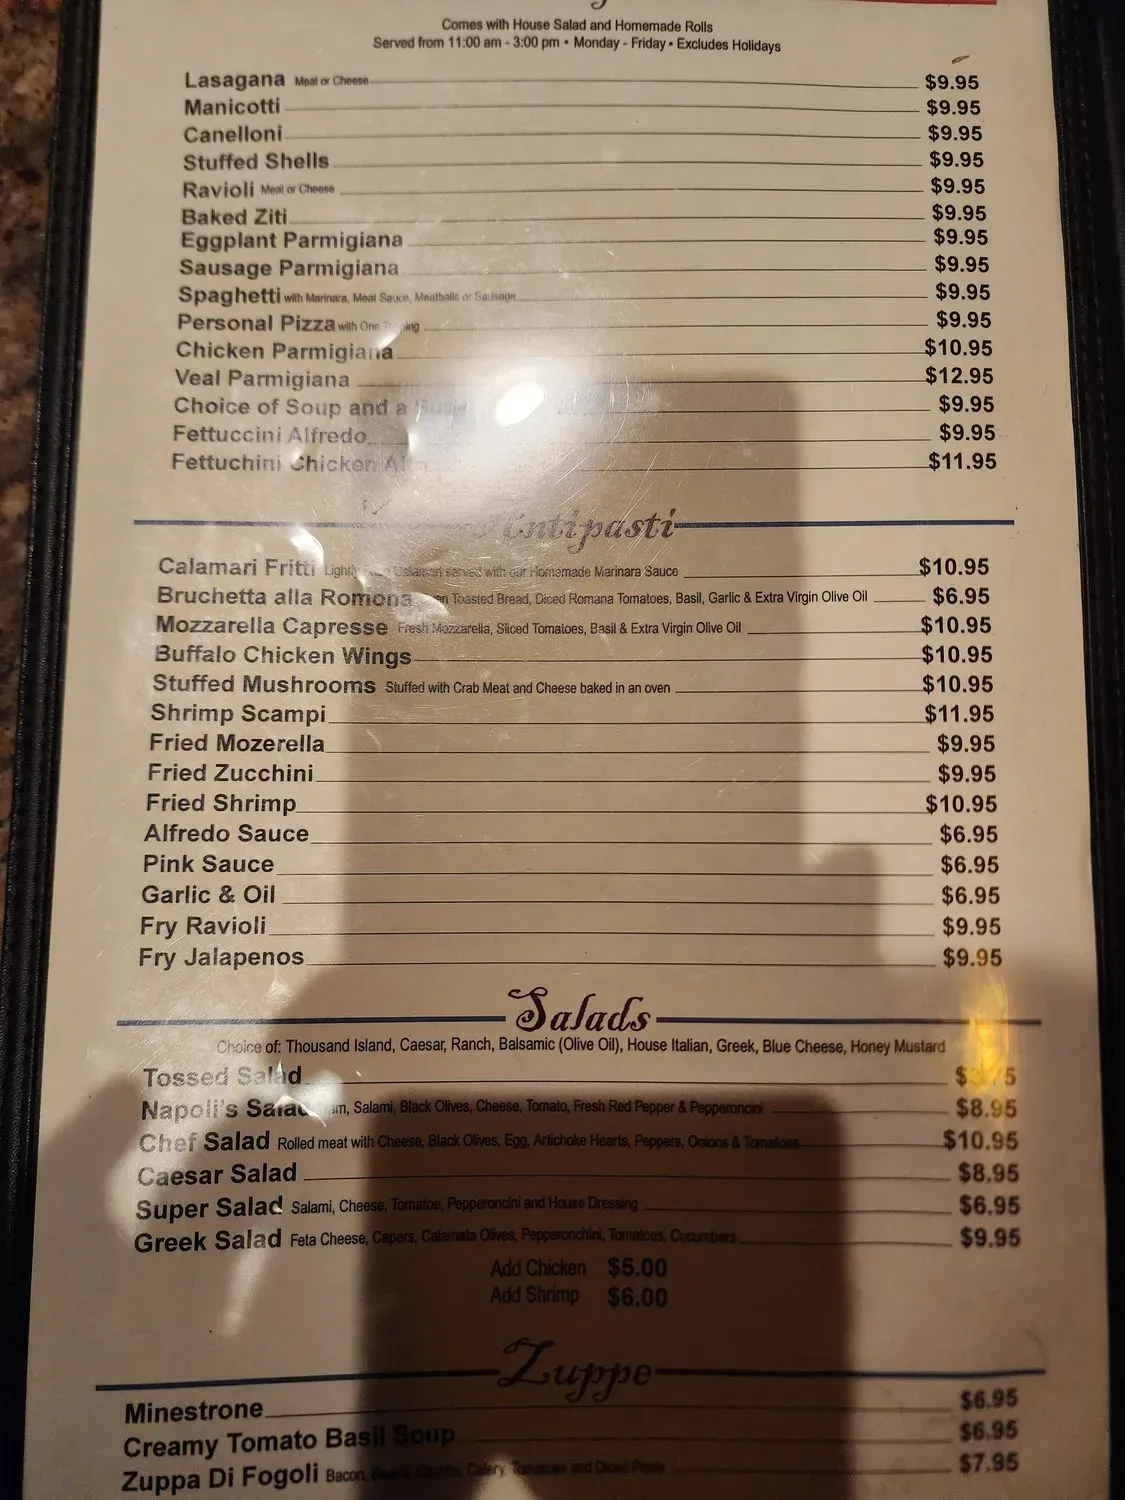 Comes with House Salad and Homemade Rolls
Served from 11:00 am - 3:00 pm • Monday - Friday • Excludes Holidays
Lasagana Meat or Cheese $9.95
Manicotti $9.95
Canelloni $9.95
Stuffed Shells $9.95
Ravioli Meat or Cheese $9.95
Baked Ziti $9.95
Eggplant Parmigiana $9.95
Sausage Parmigiana $9.95
Spaghetti with Marinara, Meat Sauce, Meatballs or Sausage $9.95
Personal Pizza with One $9.95
Chicken Parmigiana $10.95
Veal Parmigiana $12.95
Choice of Soup and a $9.95
Fettuccini Alfredo $9.95
Fettuchini Chicken $11.95
Antipasti
Calamari Fritti Lightly served with our Homemade Marinara Sauce $10.95
Bruchetta alla Romona Toasted Bread, Diced Romana Tomatoes, Basil, Garlic & Extra Virgin Olive Oil $6.95
Mozzarella Capresse Fresh Mozzarella, Sliced Tomatoes, Basil & Extra Virgin Olive Oil $10.95
Buffalo Chicken Wings $10.95
Stuffed Mushrooms Stuffed with Crab Meat and Cheese baked in an oven $10.95
Shrimp Scampi $11.95
Fried Mozerella $9.95
Fried Zucchini $9.95
Fried Shrimp $10.95
Alfredo Sauce $6.95
Pink Sauce $6.95
Garlic & Oil $6.95
Fry Ravioli $9.95
Fry Jalapenos $9.95
Salads
Choice of: Thousand Island, Caesar, Ranch, Balsamic (Olive Oil), House Italian, Greek, Blue Cheese, Honey Mustard
Tossed Salad
Napoli's Salad Salami, Black Olives, Cheese, Tomato, Fresh Red Pepper & Pepperoncini $8.95
Chef Salad Rolled meat with Cheese, Black Olives, Egg, Artichoke Hearts, Peppers, Onions & Tomatoes $10.95
Caesar Salad $8.95
Super Salad Salami, Cheese, Tomatoe, Pepperoncini and House Dressing $6.95
Greek Salad Feta Cheese, Capers, Calamata Olives, Pepperonchini, Tomatoes, Cucumbers $9.95
Add Chicken $5.00
Add Shrimp $6.00
Zuppe
Minestrone $6.95
Creamy Tomato Basil Soup $6.95
Zuppa Di Fogoli Bacon, Celery, Tomatoes and Diced $7.95